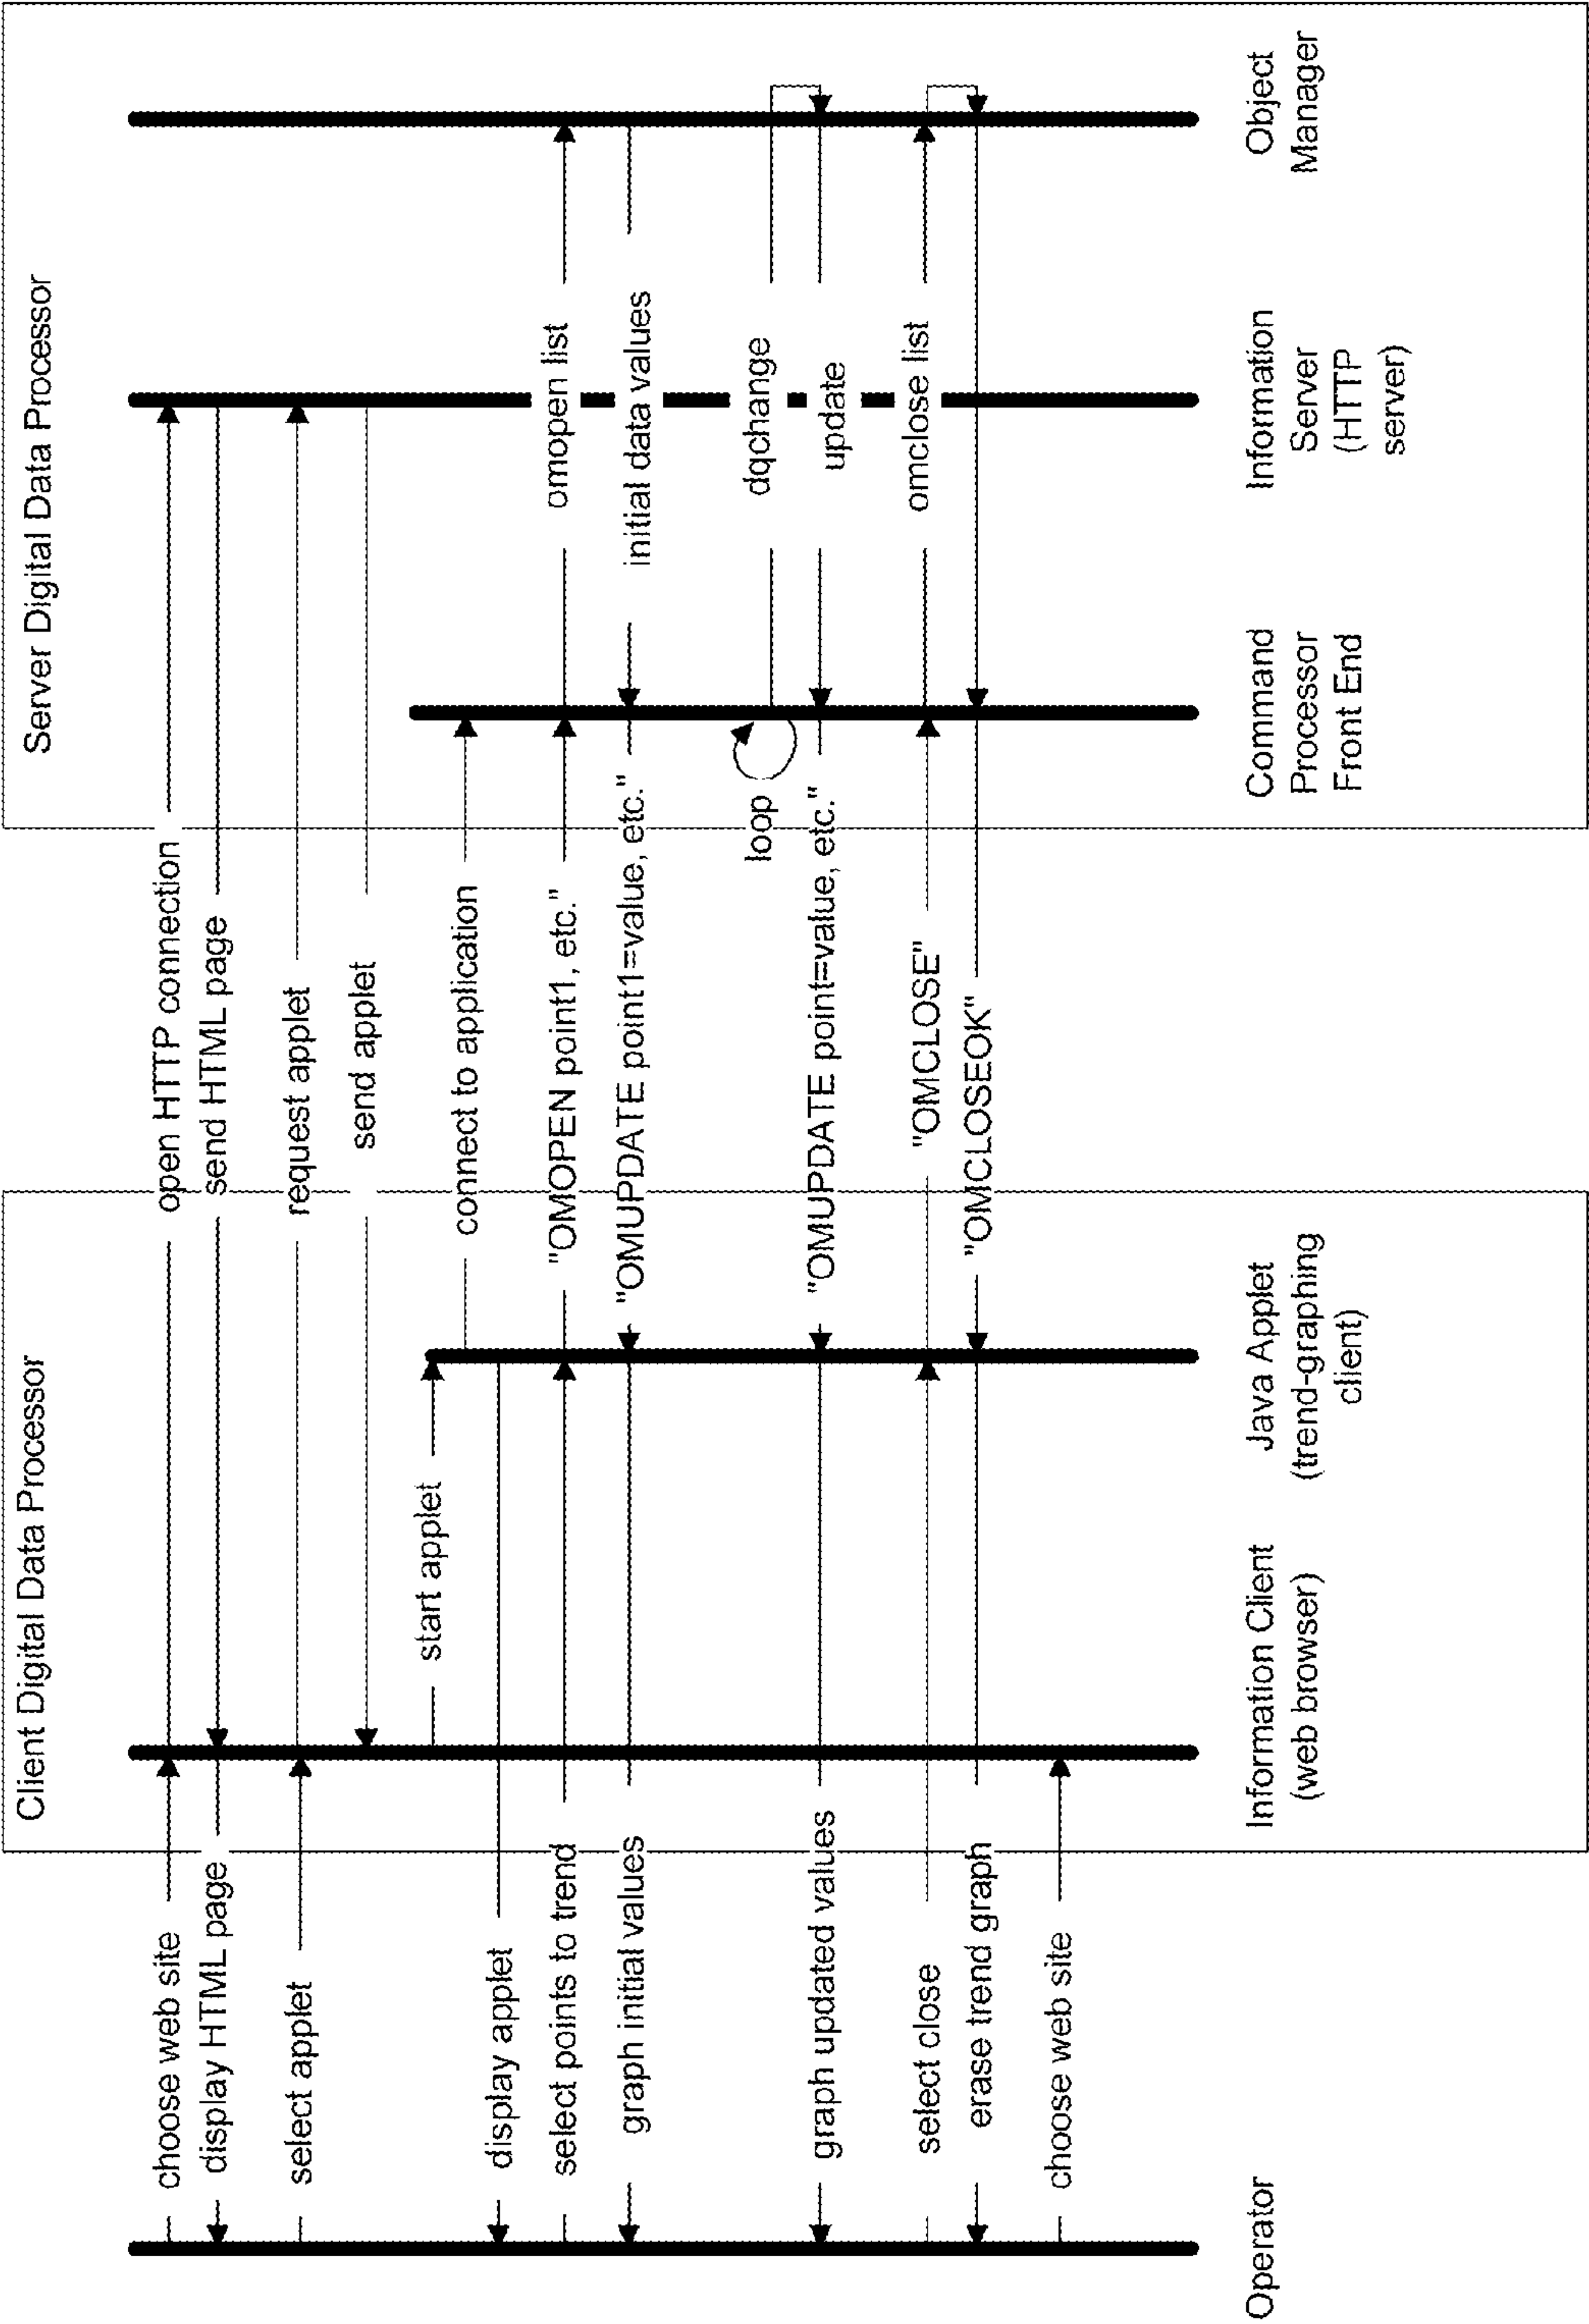 Client Digital Data Processor
Server Digital Data Processor
choose web site
open HTTP connection
display HTML page
send HTML page
select applet
request applet
send applet
start applet
connect to application
display applet
select points to trend
"OMOPEN point1, etc."
omopen list
graph initial values
"OMUPDATE point1=value, etc."
initial data values
loop
dqchange
graph updated values
"OMUPDATE point=value, etc."
update
select close
"OMCLOSE"
omclose list
erase trend graph
"OMCLOSEOK"
choose web site
Operator
Information Client
(web browser)
Java Applet
(trend-graphing
client)
Command
Processor
Front End
Information
Server
(HTTP
server)
Object
Manager